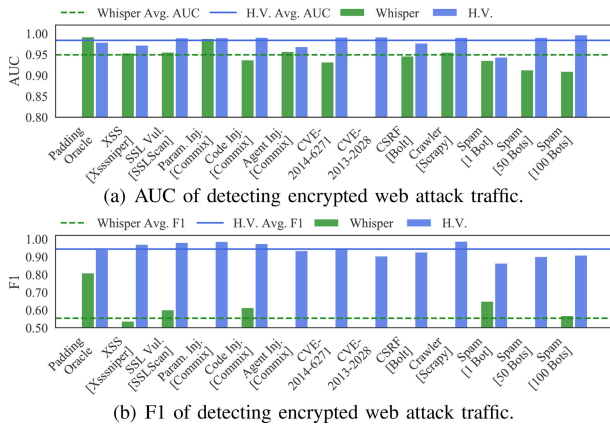 Whisper Avg. AUC H.V. Avg. AUC Whisper H.V.
1.00
0.95
0.90
0.85
0.80
AUC
Padding Oracle
XSS [Xsssniper]
SSL Vul. [SSLScan]
Param. Inj. [Commix]
Code Inj. [Commix]
Agent Inj. [Commix]
CVE-2014-6271
CVE-2013-2028
CSRF [Bolt]
Crawler [Scrapy]
Spam [1 Bot]
Spam [50 Bots]
Spam [100 Bots]
(a) AUC of detecting encrypted web attack traffic.
Whisper Avg. F1 H.V. Avg. F1 Whisper H.V.
1.00
0.90
0.80
0.70
0.60
0.50
F1
Padding Oracle
XSS [Xsssniper]
SSL Vul. [SSLScan]
Param. Inj. [Commix]
Code Inj. [Commix]
Agent Inj. [Commix]
CVE-2014-6271
CVE-2013-2028
CSRF [Bolt]
Crawler [Scrapy]
Spam [1 Bot]
Spam [50 Bots]
Spam [100 Bots]
(b) F1 of detecting encrypted web attack traffic.